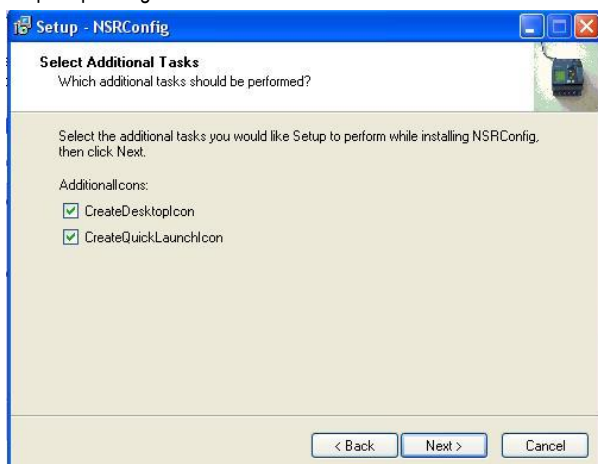 Setup - NSRConfig
Select Additional Tasks
Which additional tasks should be performed?
Select the additional tasks you would like Setup to perform while installing NSRConfig,
then click Next.
AdditionalIcons:
CreateDesktopIcon
CreateQuickLaunchIcon
< Back
Next >
Cancel